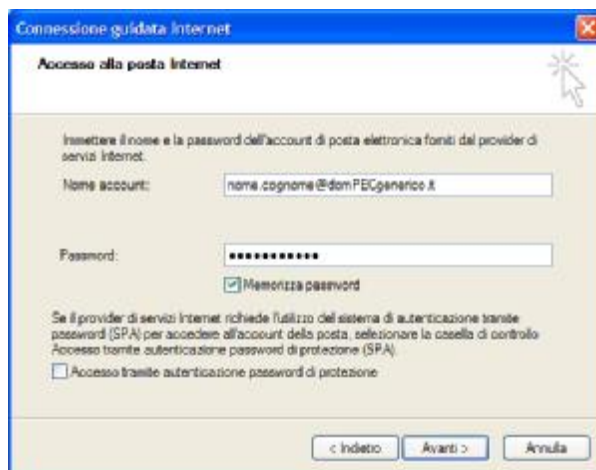 Connessione guidata Internet
Accesso alla posta Internet
Immettere il nome e la password dell'account di posta elettronica forniti dal provider di
servizi Internet.
Nome account:
nome.cognome@domPECgenerico.it
Password:
Memorizza password
Se il provider di servizi Internet richiede l'utilizzo del sistema di autenticazione tramite
password (SPA) per accedere all'account della posta, selezionare la casella di controllo
Accesso tramite autenticazione password di protezione (SPA).
Accesso tramite autenticazione password di protezione
< Indietro
Avanti >
Annulla